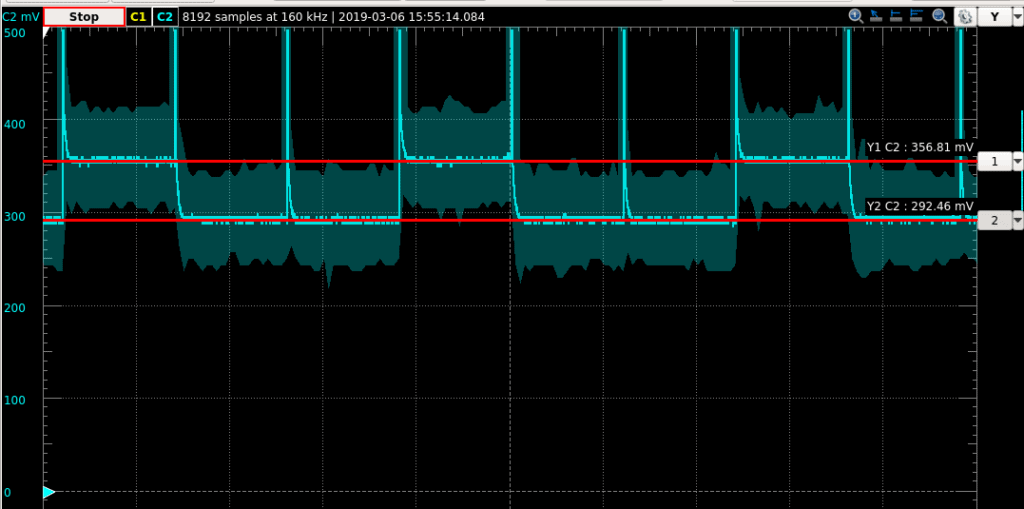 C2 mV Stop C1 C2 8192 samples at 160 kHz | 2019-03-06 15:55:14.084 Y
500
400
Y1 C2 : 356.81 mV 1
300
Y2 C2 : 292.46 mV 2
200
100
0